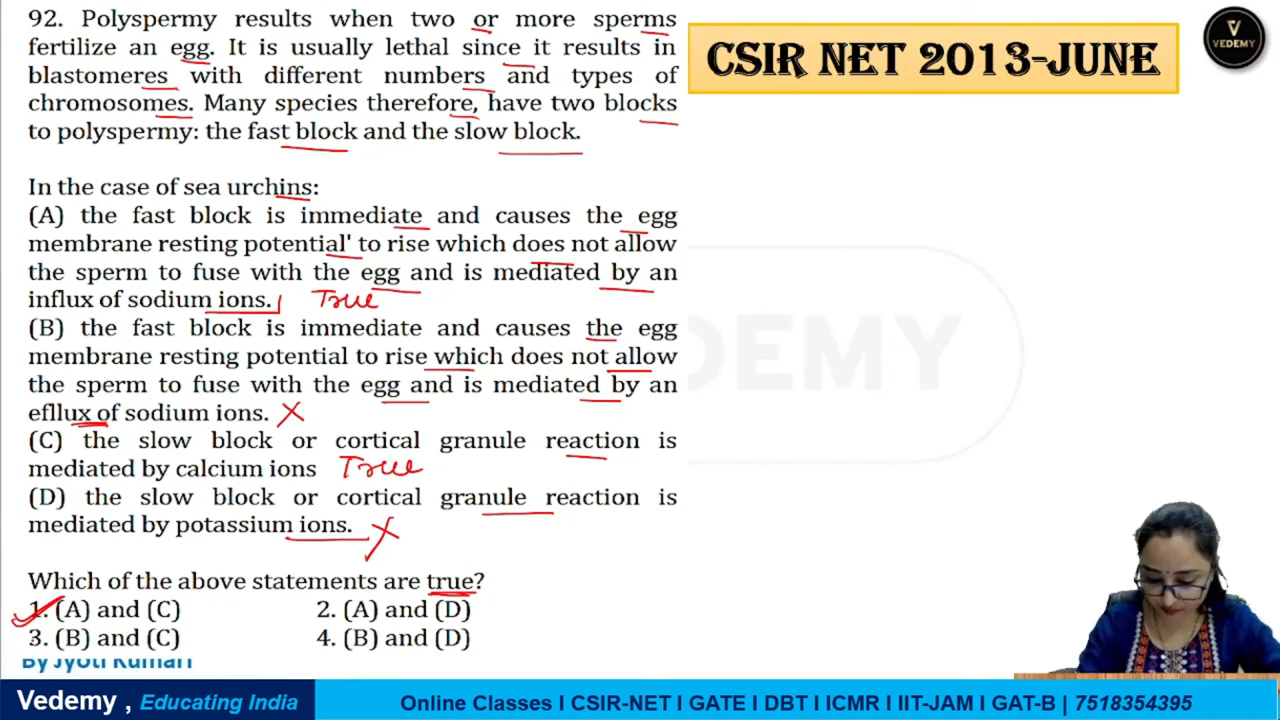 92. Polyspermy results when two or more sperms
fertilize an egg. It is usually lethal since it results in
blastomeres with different numbers and types of
chromosomes. Many species therefore, have two blocks
to polyspermy: the fast block and the slow block.
In the case of sea urchins:
(A) the fast block is immediate and causes the egg
membrane resting potential' to rise which does not allow
the sperm to fuse with the egg and is mediated by an
influx of sodium ions. True
(B) the fast block is immediate and causes the egg
membrane resting potential to rise which does not allow
the sperm to fuse with the egg and is mediated by an
efllux of sodium ions. X
(C) the slow block or cortical granule reaction is
mediated by calcium ions True
(D) the slow block or cortical granule reaction is
mediated by potassium ions. X
Which of the above statements are true?
1. (A) and (C) 2. (A) and (D)
3. (B) and (C) 4. (B) and (D)
By Jyoti Kumari
CSIR NET 2013-JUNE
V
VEDEMY
DEMY
Vedemy , Educating India
Online Classes I CSIR-NET I GATE I DBT I ICMR I IIT-JAM I GAT-B | 7518354395